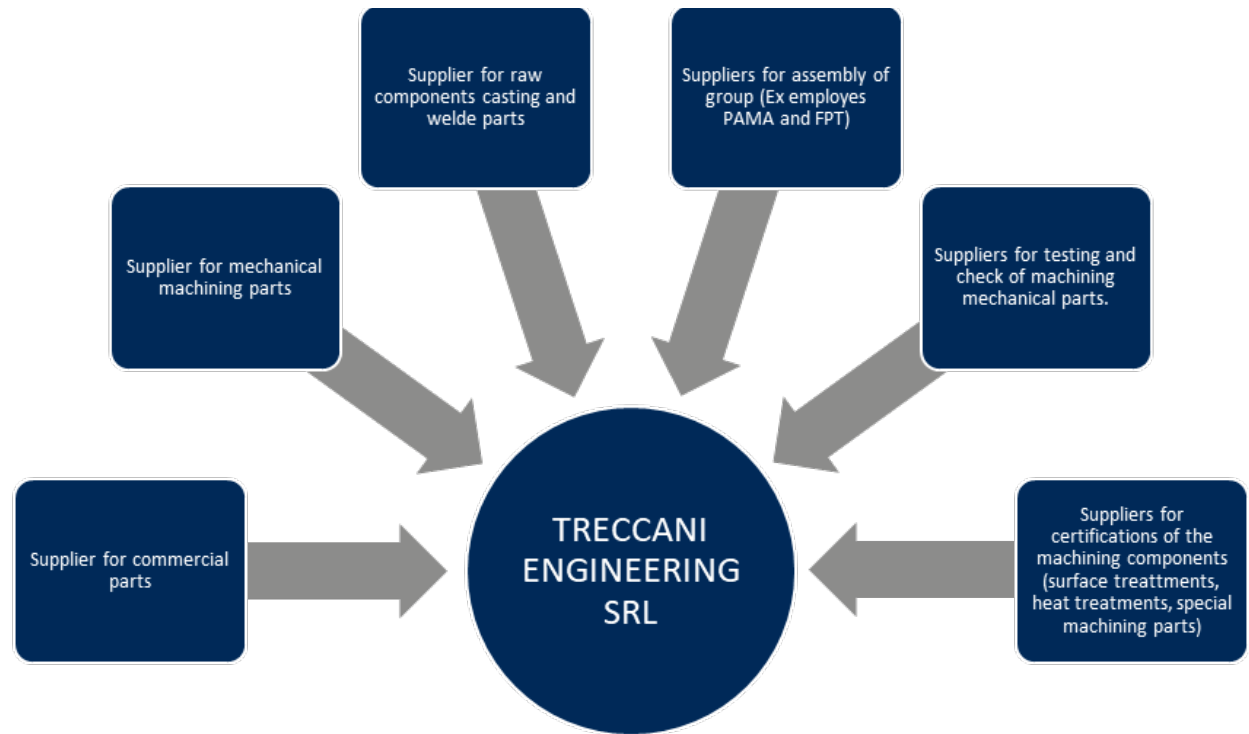 Supplier for raw
components casting and
welde parts
Suppliers for assembly of
group (Ex employes
PAMA and FPT)
Supplier for mechanical
machining parts
Suppliers for testing and
check of machining
mechanical parts.
Supplier for commercial
parts
TRECCANI
ENGINEERING
SRL
Suppliers for
certifications of the
machining components
(surface treattments,
heat treatments, special
machining parts)